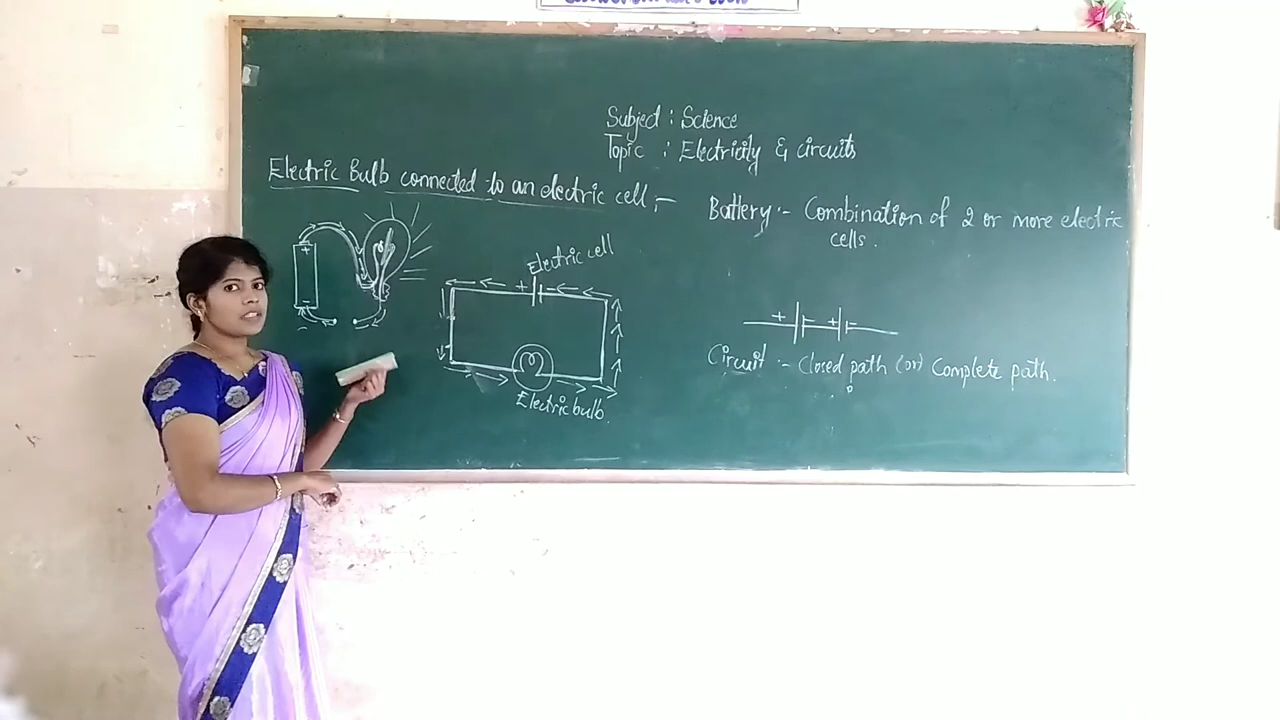 Subject : Science
Topic : Electricity & circuits
Electric Bulb connected to an electric cell :-
Battery :- Combination of 2 or more electric
cells.
+
-
Electric cell
+ -
Electric bulb.
+ - + -
Circuit :- Closed path (or) Complete path.